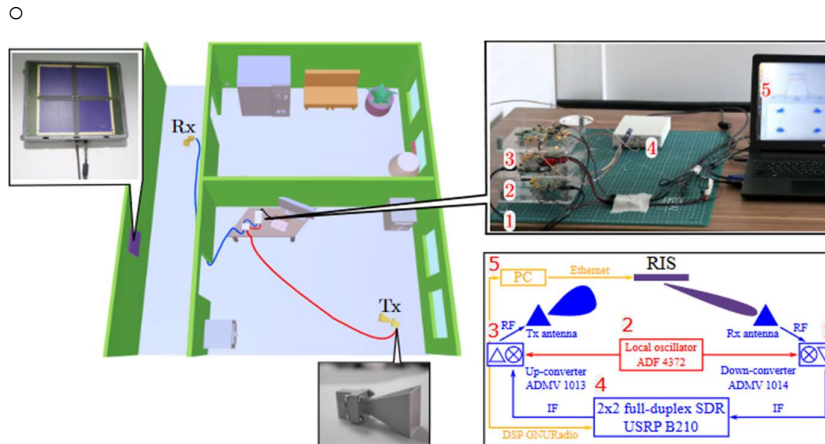 Rx
Tx
5
3
4
2
1
5
PC
Ethernet
RIS
3
RF
Tx antenna
2
Rx antenna
RF
Local oscillator
ADF 4372
Up-converter
ADMV 1013
Down-converter
ADMV 1014
4
IF
2x2 full-duplex SDR
USRP B210
IF
DSP GNURadio